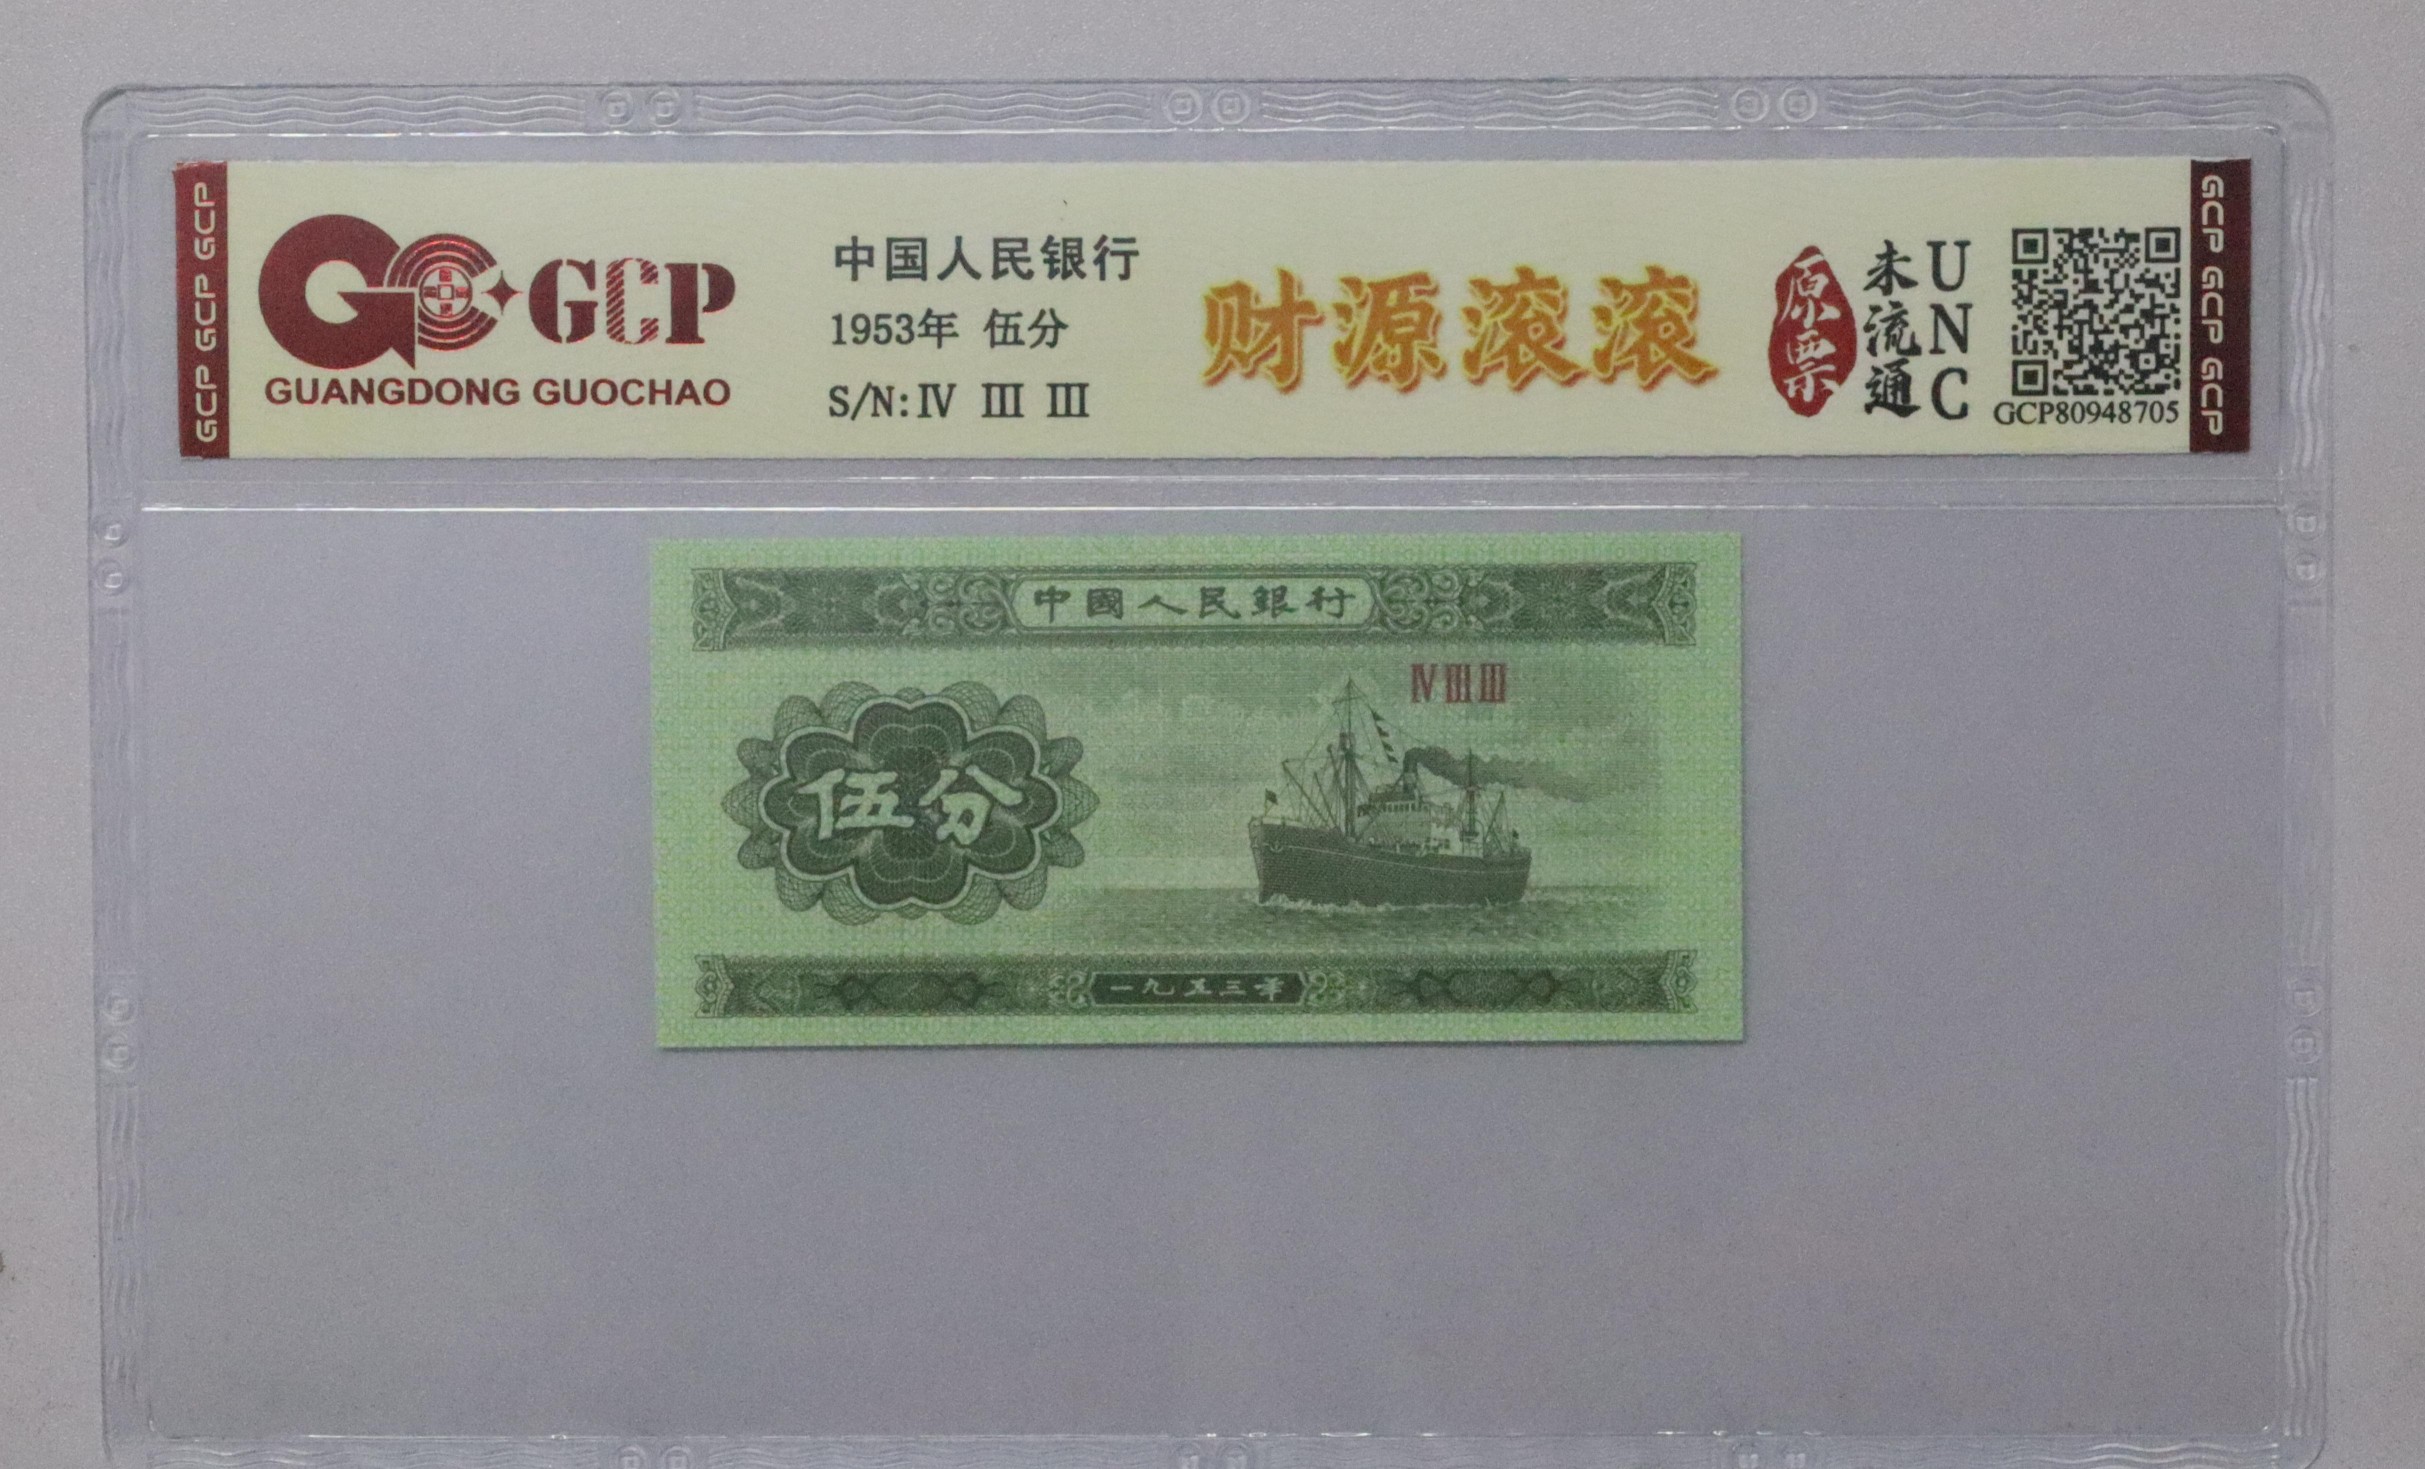 GCP GCP GCP
GCP
GUANGDONG GUOCHAO
中国人民银行
1953年 伍分
S/N: Ⅳ Ⅲ Ⅲ
财源滚滚
原票
未流通
UNC
GCP80948705
GCP GCP GCP
中國人民銀行
ⅣⅢⅢ
伍分
一九五三年